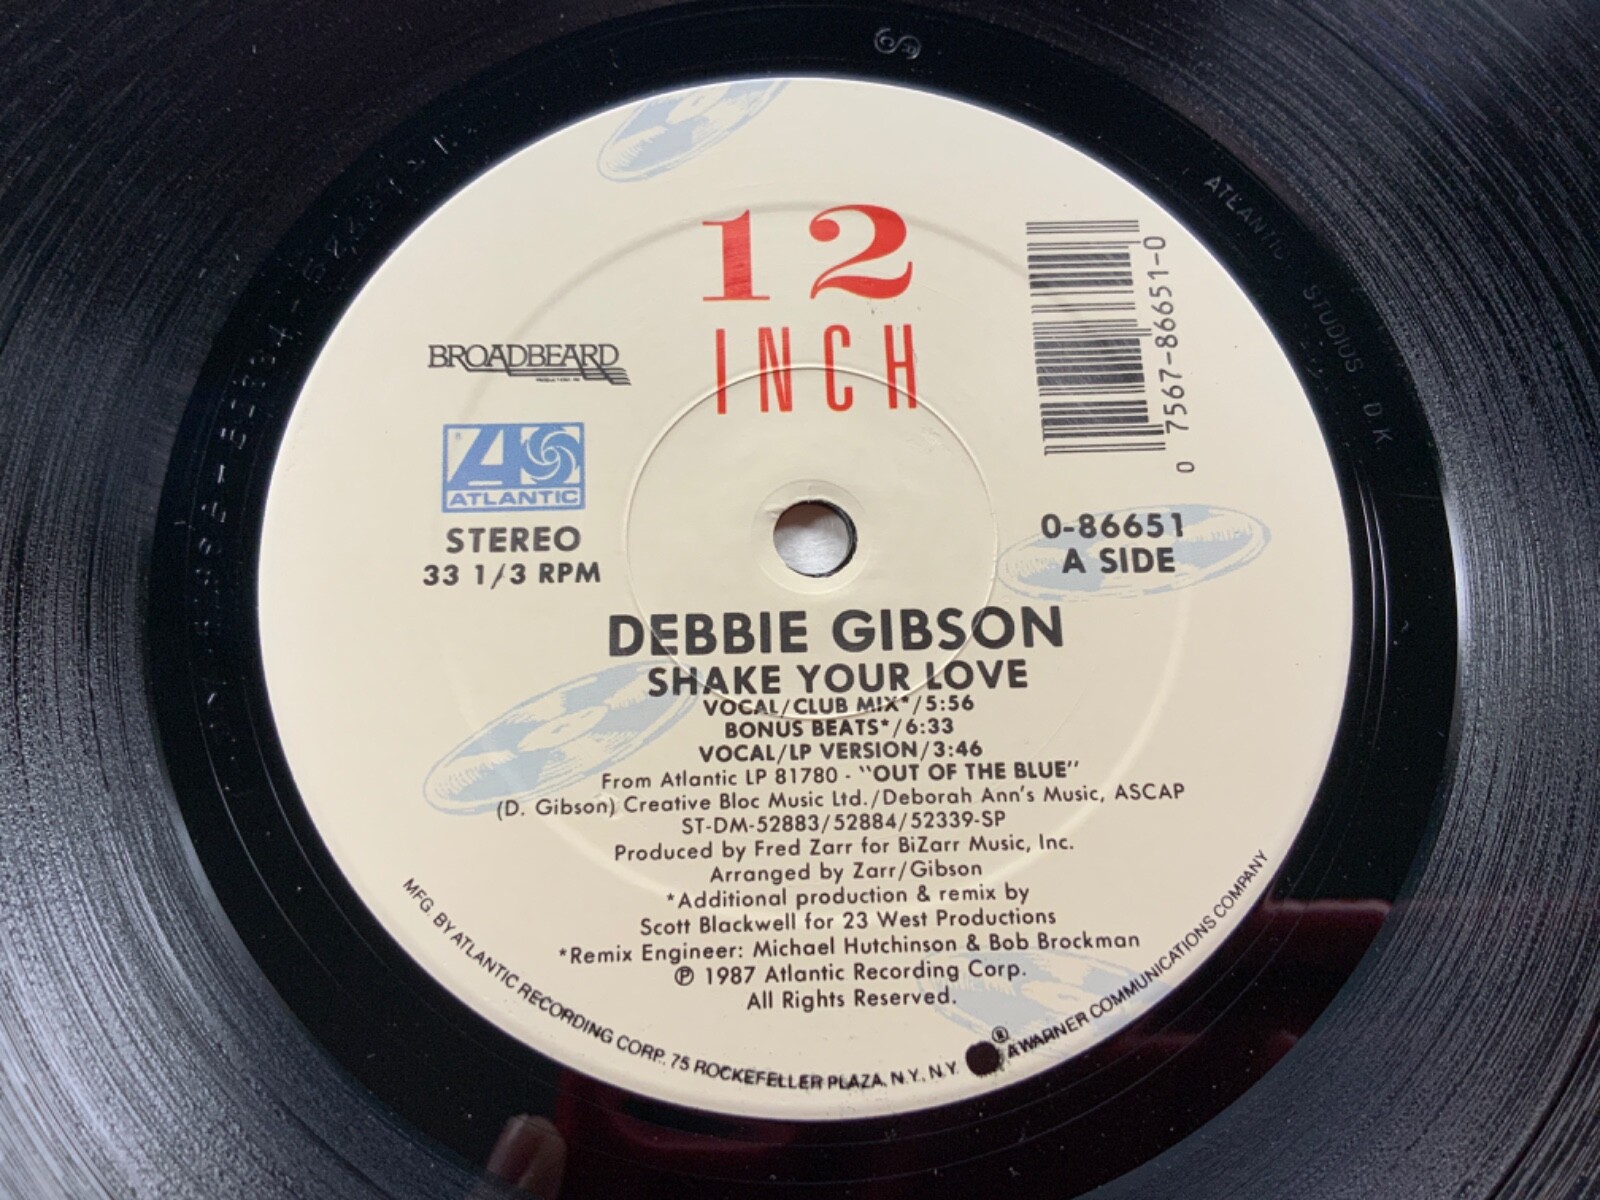 12
INCH
BROADBEARD
ATLANTIC
STEREO
33 1/3 RPM
0 7567-86651-0
0-86651
A SIDE
DEBBIE GIBSON
SHAKE YOUR LOVE
VOCAL/CLUB MIX*/5:56
BONUS BEATS*/6:33
VOCAL/LP VERSION/3:46
From Atlantic LP 81780 - "OUT OF THE BLUE"
(D. Gibson) Creative Bloc Music Ltd./Deborah Ann's Music, ASCAP
ST-DM-52883/52884/52339-SP
Produced by Fred Zarr for BiZarr Music, Inc.
Arranged by Zarr/Gibson
*Additional production & remix by
Scott Blackwell for 23 West Productions
*Remix Engineer: Michael Hutchinson & Bob Brockman
℗ 1987 Atlantic Recording Corp.
All Rights Reserved.
MFG. BY ATLANTIC RECORDING CORP., 75 ROCKEFELLER PLAZA, N.Y., N.Y. ® A WARNER COMMUNICATIONS COMPANY
ATLANTIC STUDIOS DK